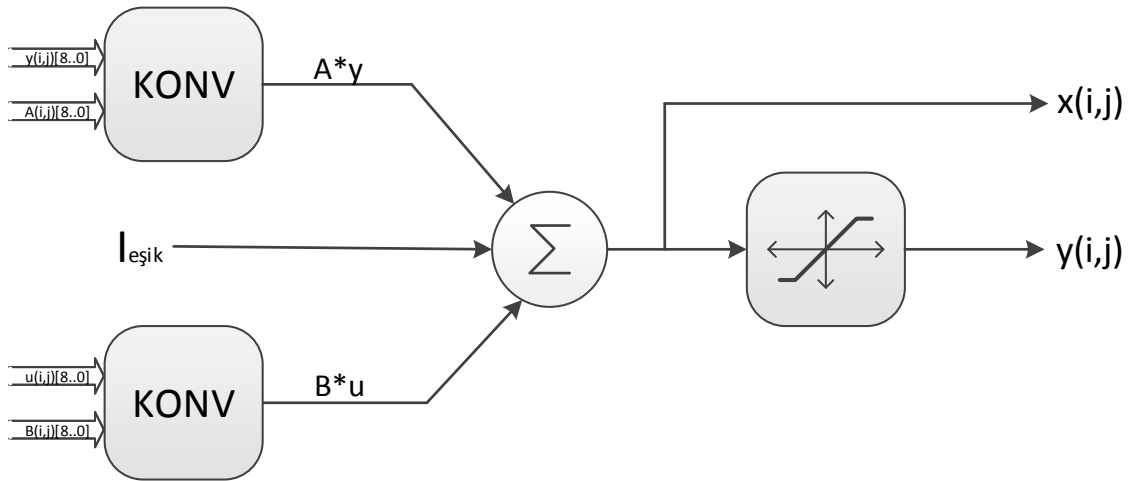 y(i,j)[8..0]
A(i,j)[8..0]
KONV
A*y
x(i,j)
Ieşik
Σ
y(i,j)
u(i,j)[8..0]
B(i,j)[8..0]
KONV
B*u